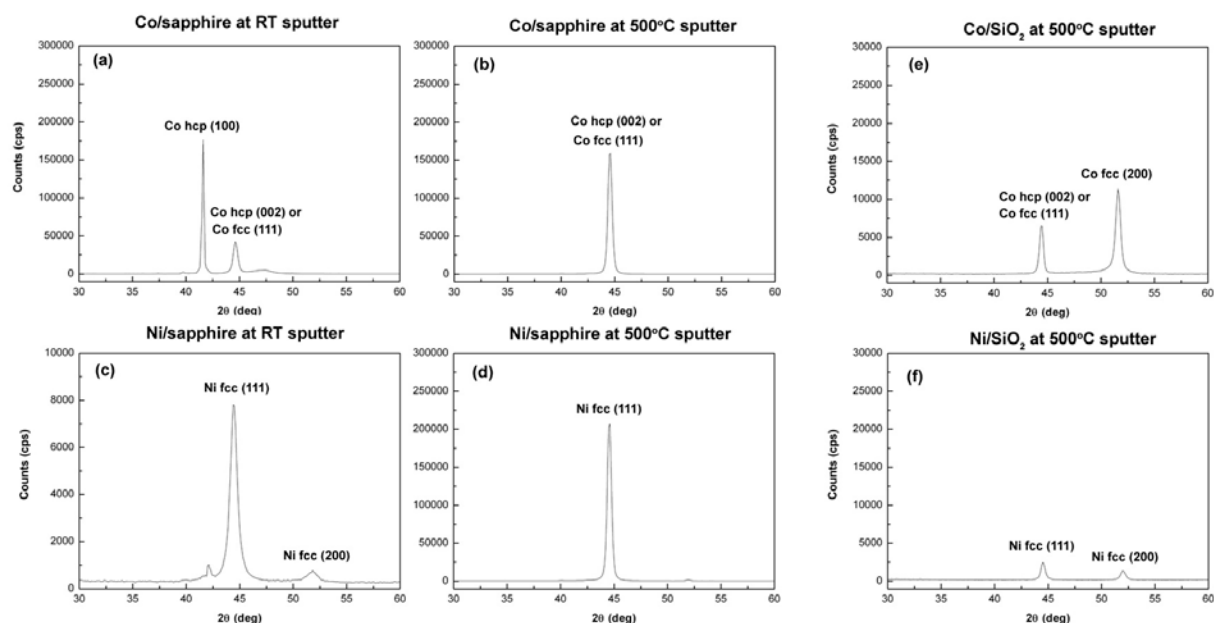 Co/sapphire at RT sputter
300000
250000
200000
150000
100000
50000
0
Counts (cps)
(a)
Co hcp (100)
Co hcp (002) or
Co fcc (111)
30 35 40 45 50 55 60
2θ (deg)
Co/sapphire at 500°C sputter
300000
250000
200000
150000
100000
50000
0
Counts (cps)
(b)
Co hcp (002) or
Co fcc (111)
30 35 40 45 50 55 60
2θ (deg)
Co/SiO₂ at 500°C sputter
30000
25000
20000
15000
10000
5000
0
Counts (cps)
(e)
Co hcp (002) or
Co fcc (111)
Co fcc (200)
30 35 40 45 50 55 60
2θ (deg)
Ni/sapphire at RT sputter
10000
8000
6000
4000
2000
0
Counts (cps)
(c)
Ni fcc (111)
Ni fcc (200)
30 35 40 45 50 55 60
2θ (deg)
Ni/sapphire at 500°C sputter
300000
250000
200000
150000
100000
50000
0
Counts (cps)
(d)
Ni fcc (111)
30 35 40 45 50 55 60
2θ (deg)
Ni/SiO₂ at 500°C sputter
30000
25000
20000
15000
10000
5000
0
Counts (cps)
(f)
Ni fcc (111)
Ni fcc (200)
30 35 40 45 50 55 60
2θ (deg)